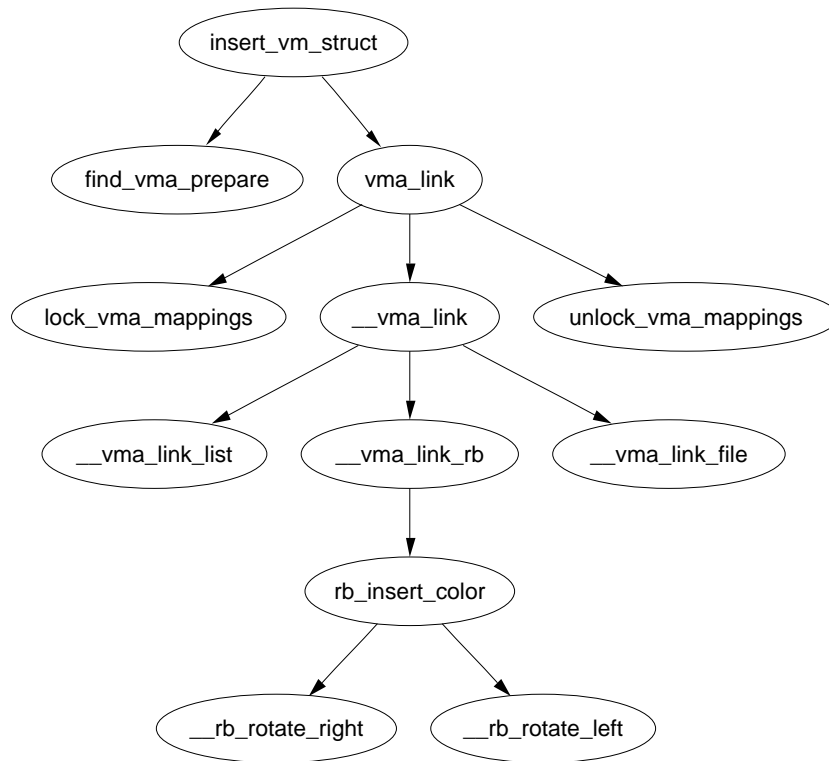 insert_vm_struct
find_vma_prepare
vma_link
lock_vma_mappings
__vma_link
unlock_vma_mappings
__vma_link_list
__vma_link_rb
__vma_link_file
rb_insert_color
__rb_rotate_right
__rb_rotate_left